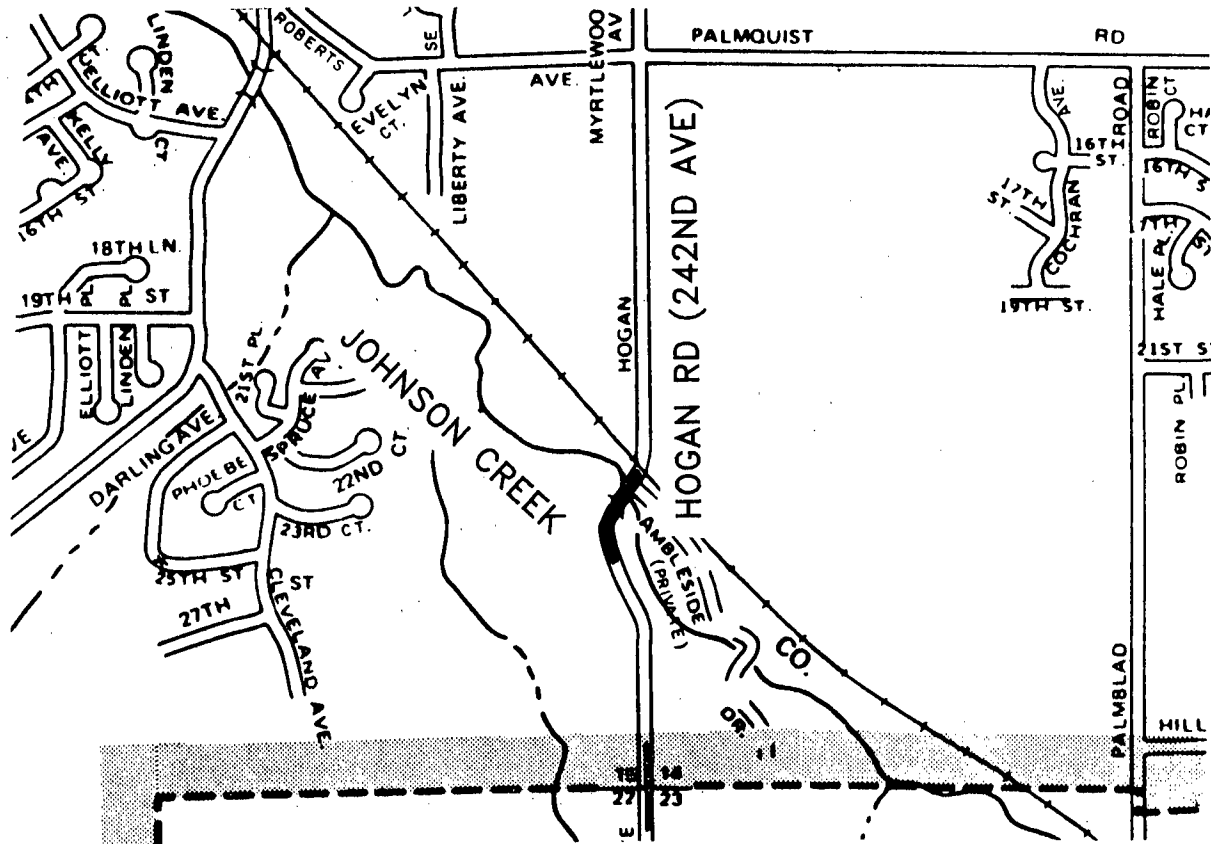 LINDEN
CT.
ROBERTS
SE
MYRTLEWOO
AV
PALMQUIST
RD
AVE.
ELLIOTT AVE.
CT.
EVELYN
CT.
LIBERTY AVE.
KELLY
AVE.
16TH ST.
HOGAN RD (242ND AVE)
AVE.
ROAD
ROBIN
CT
CT
16TH
ST.
17TH
ST.
COCHRAN
16TH S
17TH
ST
HALE PL.
19TH ST.
18TH LN.
19TH
PL
PL
ST
ELLIOTT
LINDEN
HOGAN
21ST PL.
SPRUCE
JOHNSON CREEK
21ST S
ROBIN PL.
DARLING AVE.
PHOEBE
CT
22ND
CT
23RD CT.
25TH ST
ST
27TH
CLEVELAND AVE.
AMBLESIDE
(PRIVATE)
DR.
CO.
PALMBLAD
HILL
15
14
22
23
E